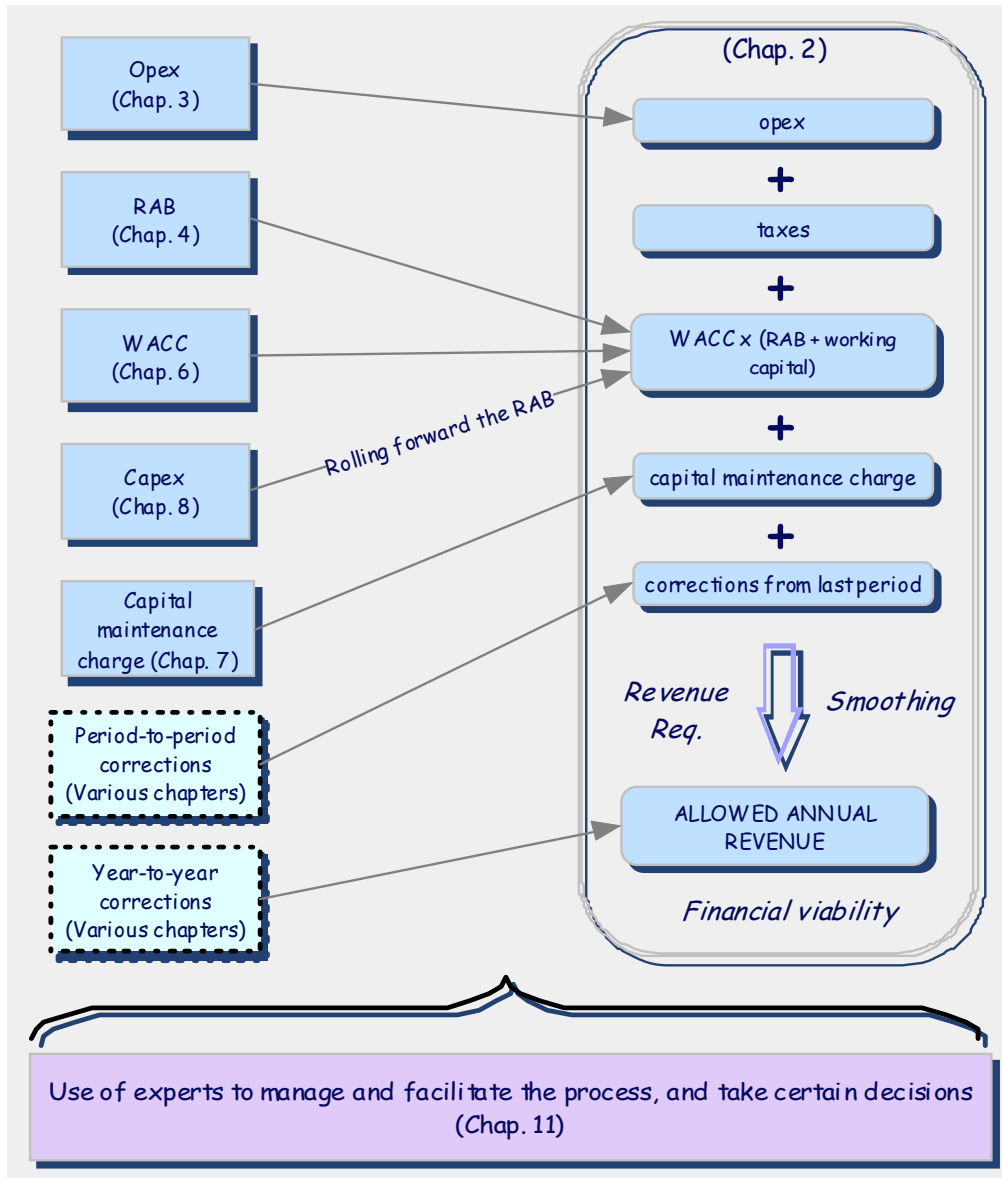 Opex
(Chap. 3)
RAB
(Chap. 4)
WACC
(Chap. 6)
Capex
(Chap. 8)
Capital
maintenance
charge (Chap. 7)
Period-to-period
corrections
(Various chapters)
Year-to-year
corrections
(Various chapters)
Rolling forward the RAB
(Chap. 2)
opex
+
taxes
+
WACC x (RAB + working
capital)
+
capital maintenance charge
+
corrections from last period
Revenue
Req.
Smoothing
ALLOWED ANNUAL
REVENUE
Financial viability
Use of experts to manage and facilitate the process, and take certain decisions
(Chap. 11)